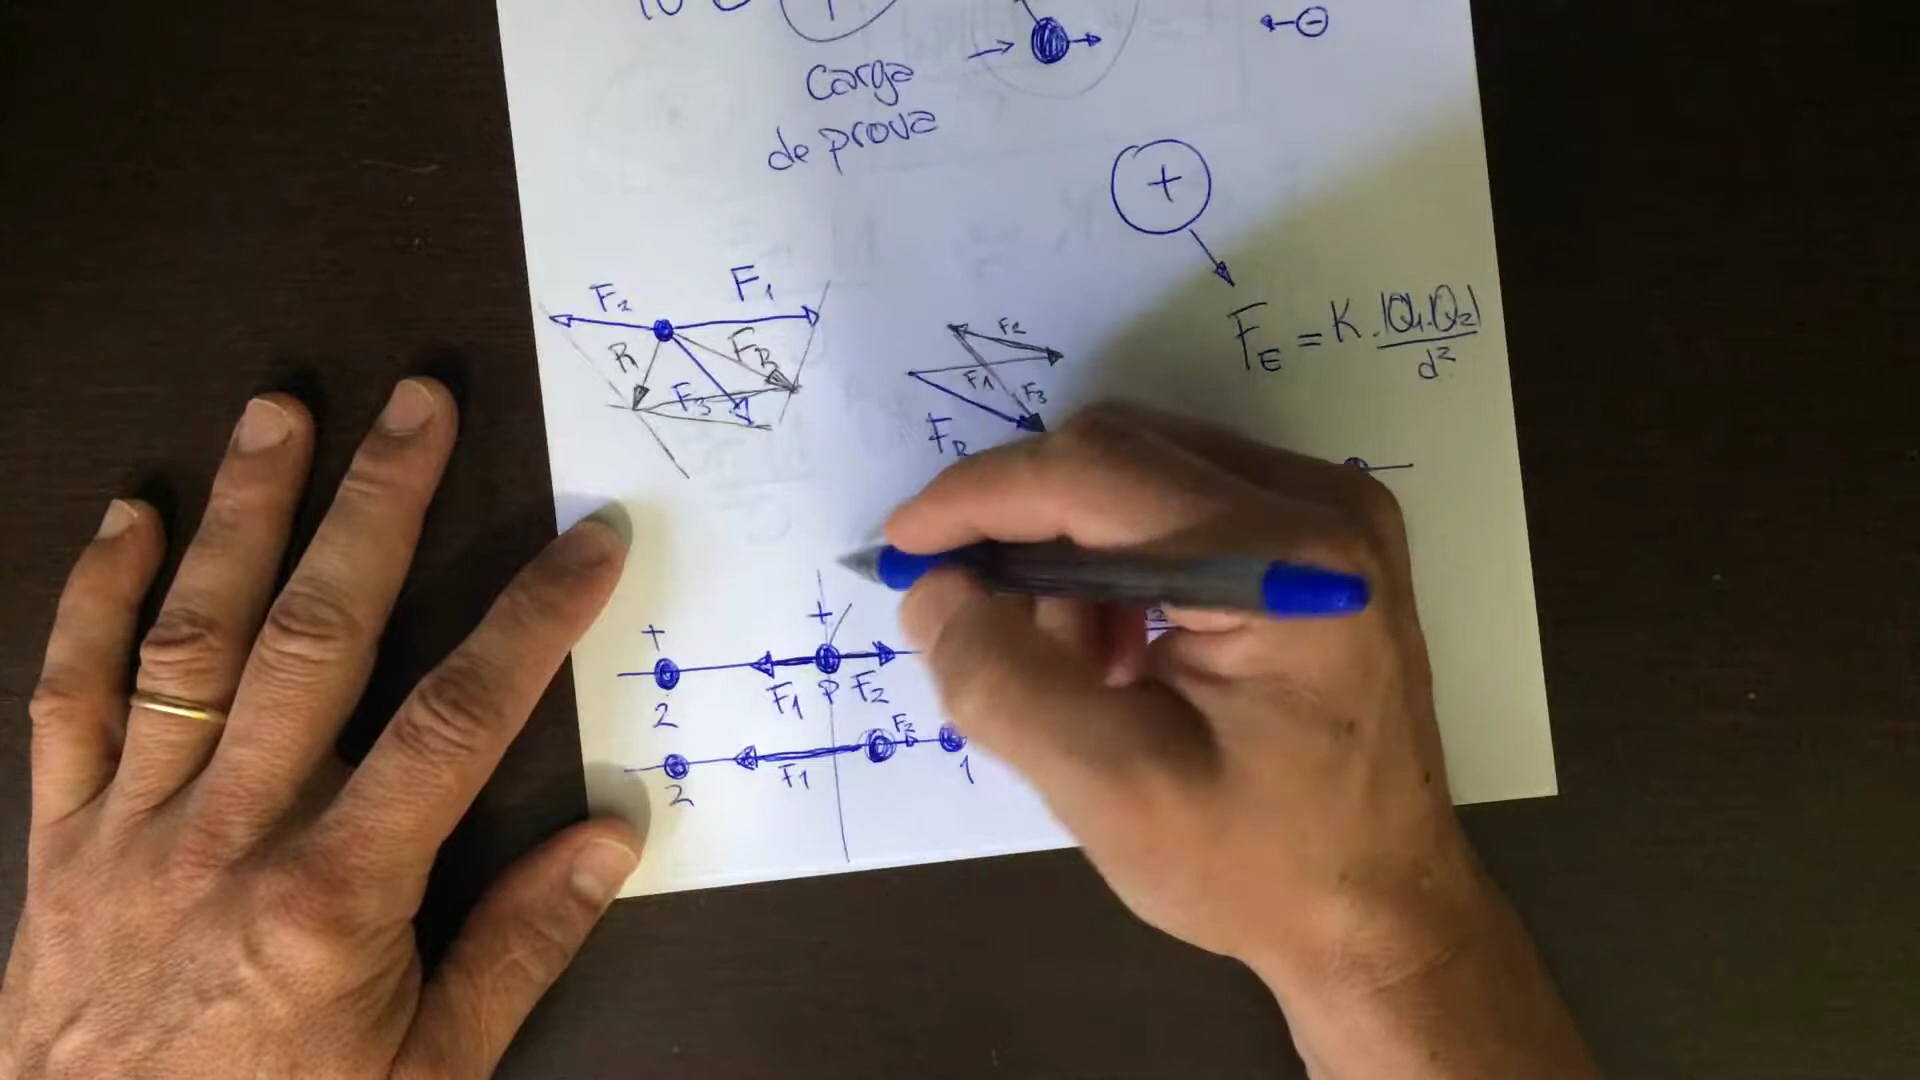 Carga
de prova
⊖
+
F_E = K . |Q1.Q2| / d²
F2 F1
R F_R
F3
F2
F1
F3
F_R
+ +
F1 P F2
2
F2
F1
2 1